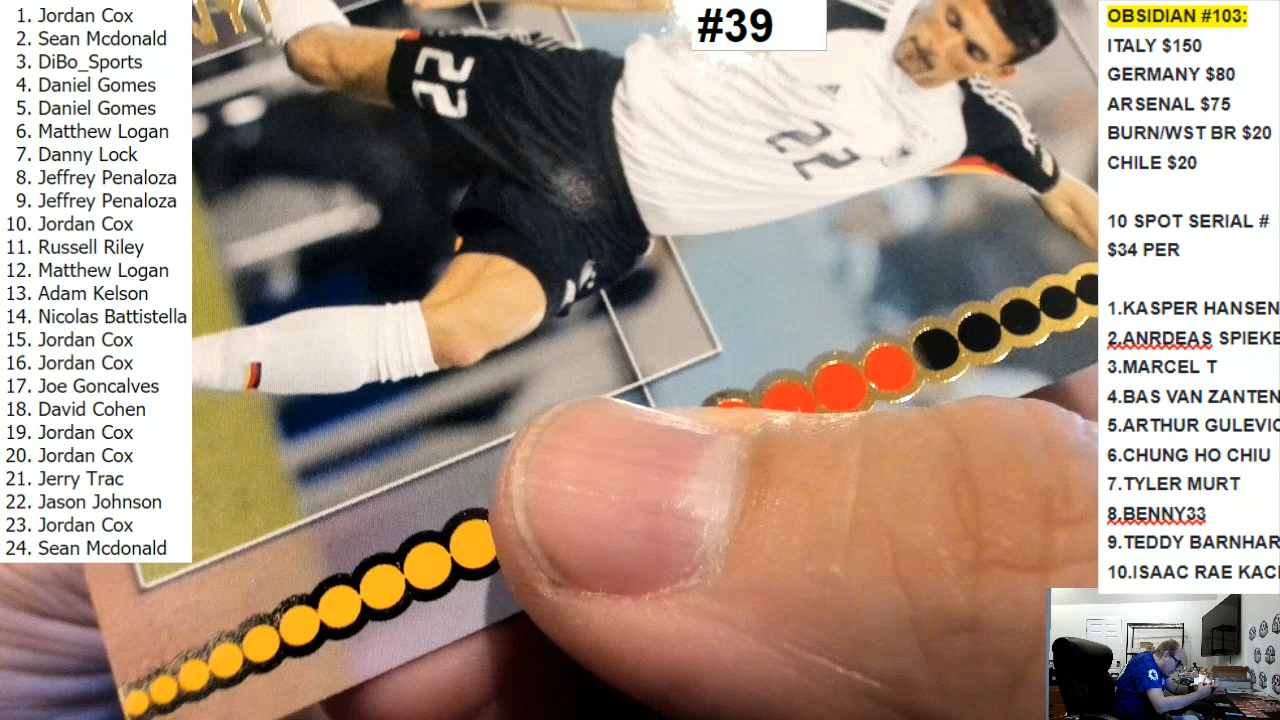 1. Jordan Cox
2. Sean Mcdonald
3. DiBo_Sports
4. Daniel Gomes
5. Daniel Gomes
6. Matthew Logan
7. Danny Lock
8. Jeffrey Penaloza
9. Jeffrey Penaloza
10. Jordan Cox
11. Russell Riley
12. Matthew Logan
13. Adam Kelson
14. Nicolas Battistella
15. Jordan Cox
16. Jordan Cox
17. Joe Goncalves
18. David Cohen
19. Jordan Cox
20. Jordan Cox
21. Jerry Trac
22. Jason Johnson
23. Jordan Cox
24. Sean Mcdonald
#39
22
22
OBSIDIAN #103:
ITALY $150
GERMANY $80
ARSENAL $75
BURN/WST BR $20
CHILE $20
10 SPOT SERIAL #
$34 PER
1.KASPER HANSEN
2.ANRDEAS SPIEKE
3.MARCEL T
4.BAS VAN ZANTEN
5.ARTHUR GULEVIC
6.CHUNG HO CHIU
7.TYLER MURT
8.BENNY33
9.TEDDY BARNHAR
10.ISAAC RAE KACI